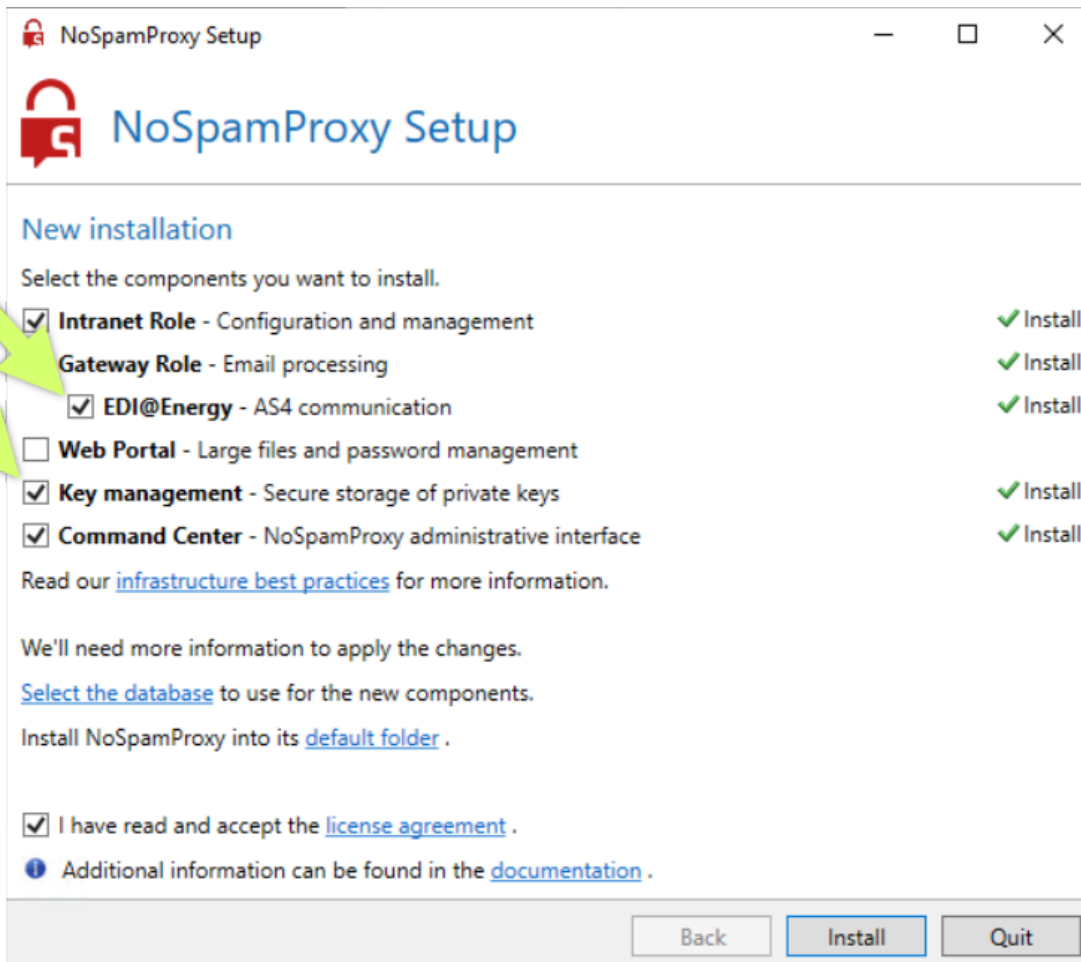 NoSpamProxy Setup
NoSpamProxy Setup
New installation
Select the components you want to install.
Intranet Role - Configuration and management Install
Gateway Role - Email processing Install
EDI@Energy - AS4 communication Install
Web Portal - Large files and password management
Key management - Secure storage of private keys Install
Command Center - NoSpamProxy administrative interface Install
Read our infrastructure best practices for more information.
We'll need more information to apply the changes.
Select the database to use for the new components.
Install NoSpamProxy into its default folder .
I have read and accept the license agreement .
Additional information can be found in the documentation .
Back Install Quit